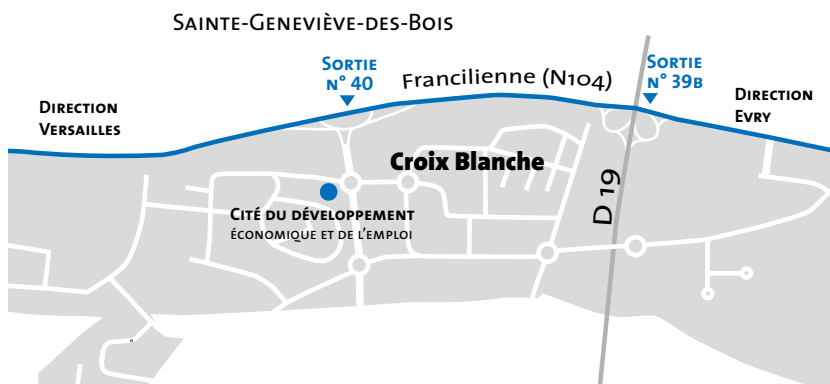 SAINTE-GENEVIÈVE-DES-BOIS
SORTIE
N° 40
Francilienne (N104)
SORTIE
N° 39B
DIRECTION
VERSAILLES
DIRECTION
EVRY
Croix Blanche
D 19
CITÉ DU DÉVELOPPEMENT
ÉCONOMIQUE ET DE L'EMPLOI